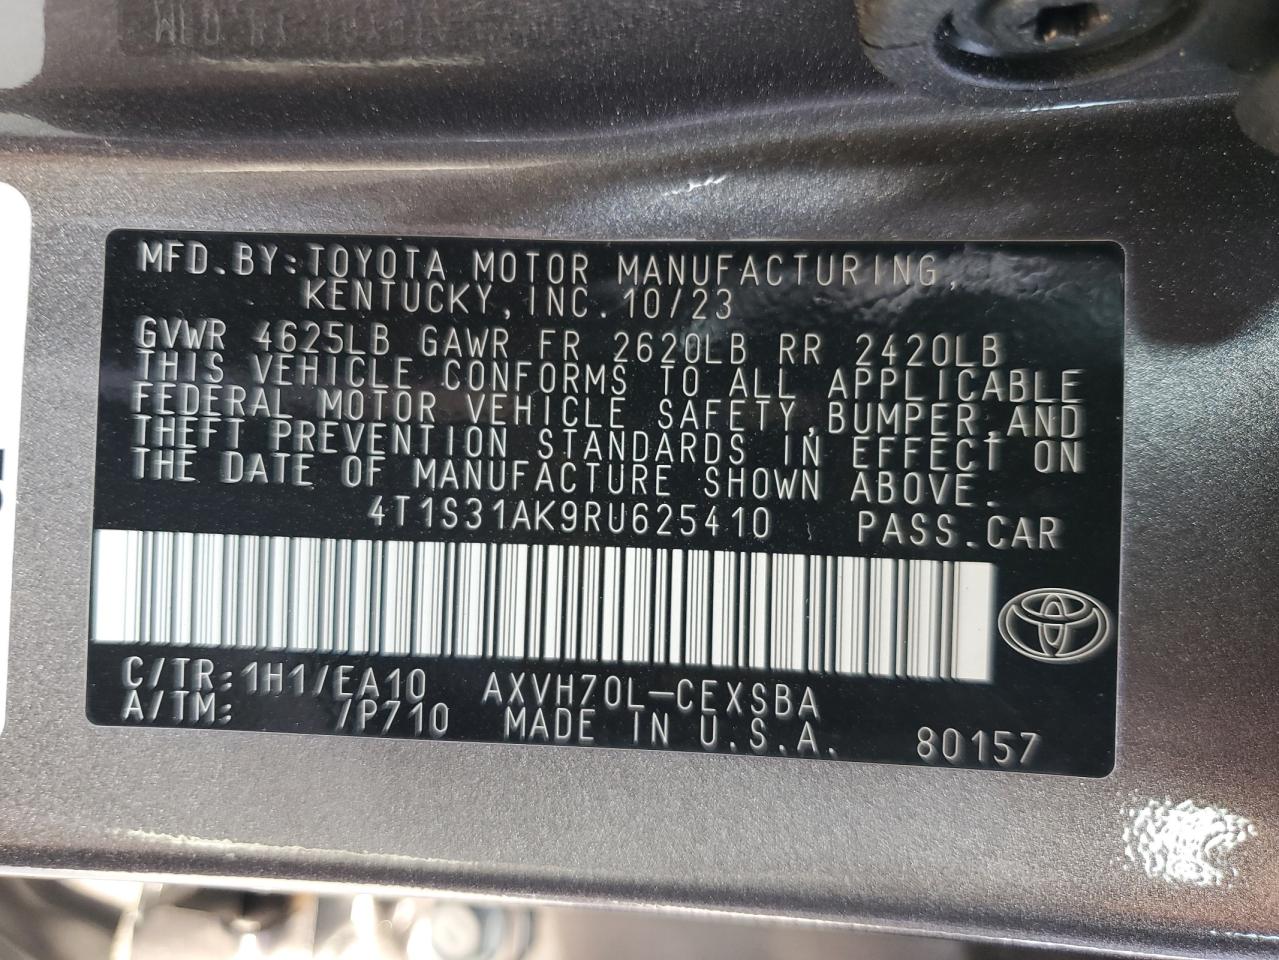 MFD.BY:TOYOTA MOTOR MANUFACTURING,
KENTUCKY,INC. 10/23
GVWR 4625LB GAWR FR 2620LB RR 2420LB
THIS VEHICLE CONFORMS TO ALL APPLICABLE
FEDERAL MOTOR VEHICLE SAFETY,BUMPER,AND
THEFT PREVENTION STANDARDS IN EFFECT ON
THE DATE OF MANUFACTURE SHOWN ABOVE.
4T1S31AK9RU625410 PASS.CAR
C/TR:1H1/EA10 AXVH70L-CEXSBA
A/TM: /P710 MADE IN U.S.A. 80157